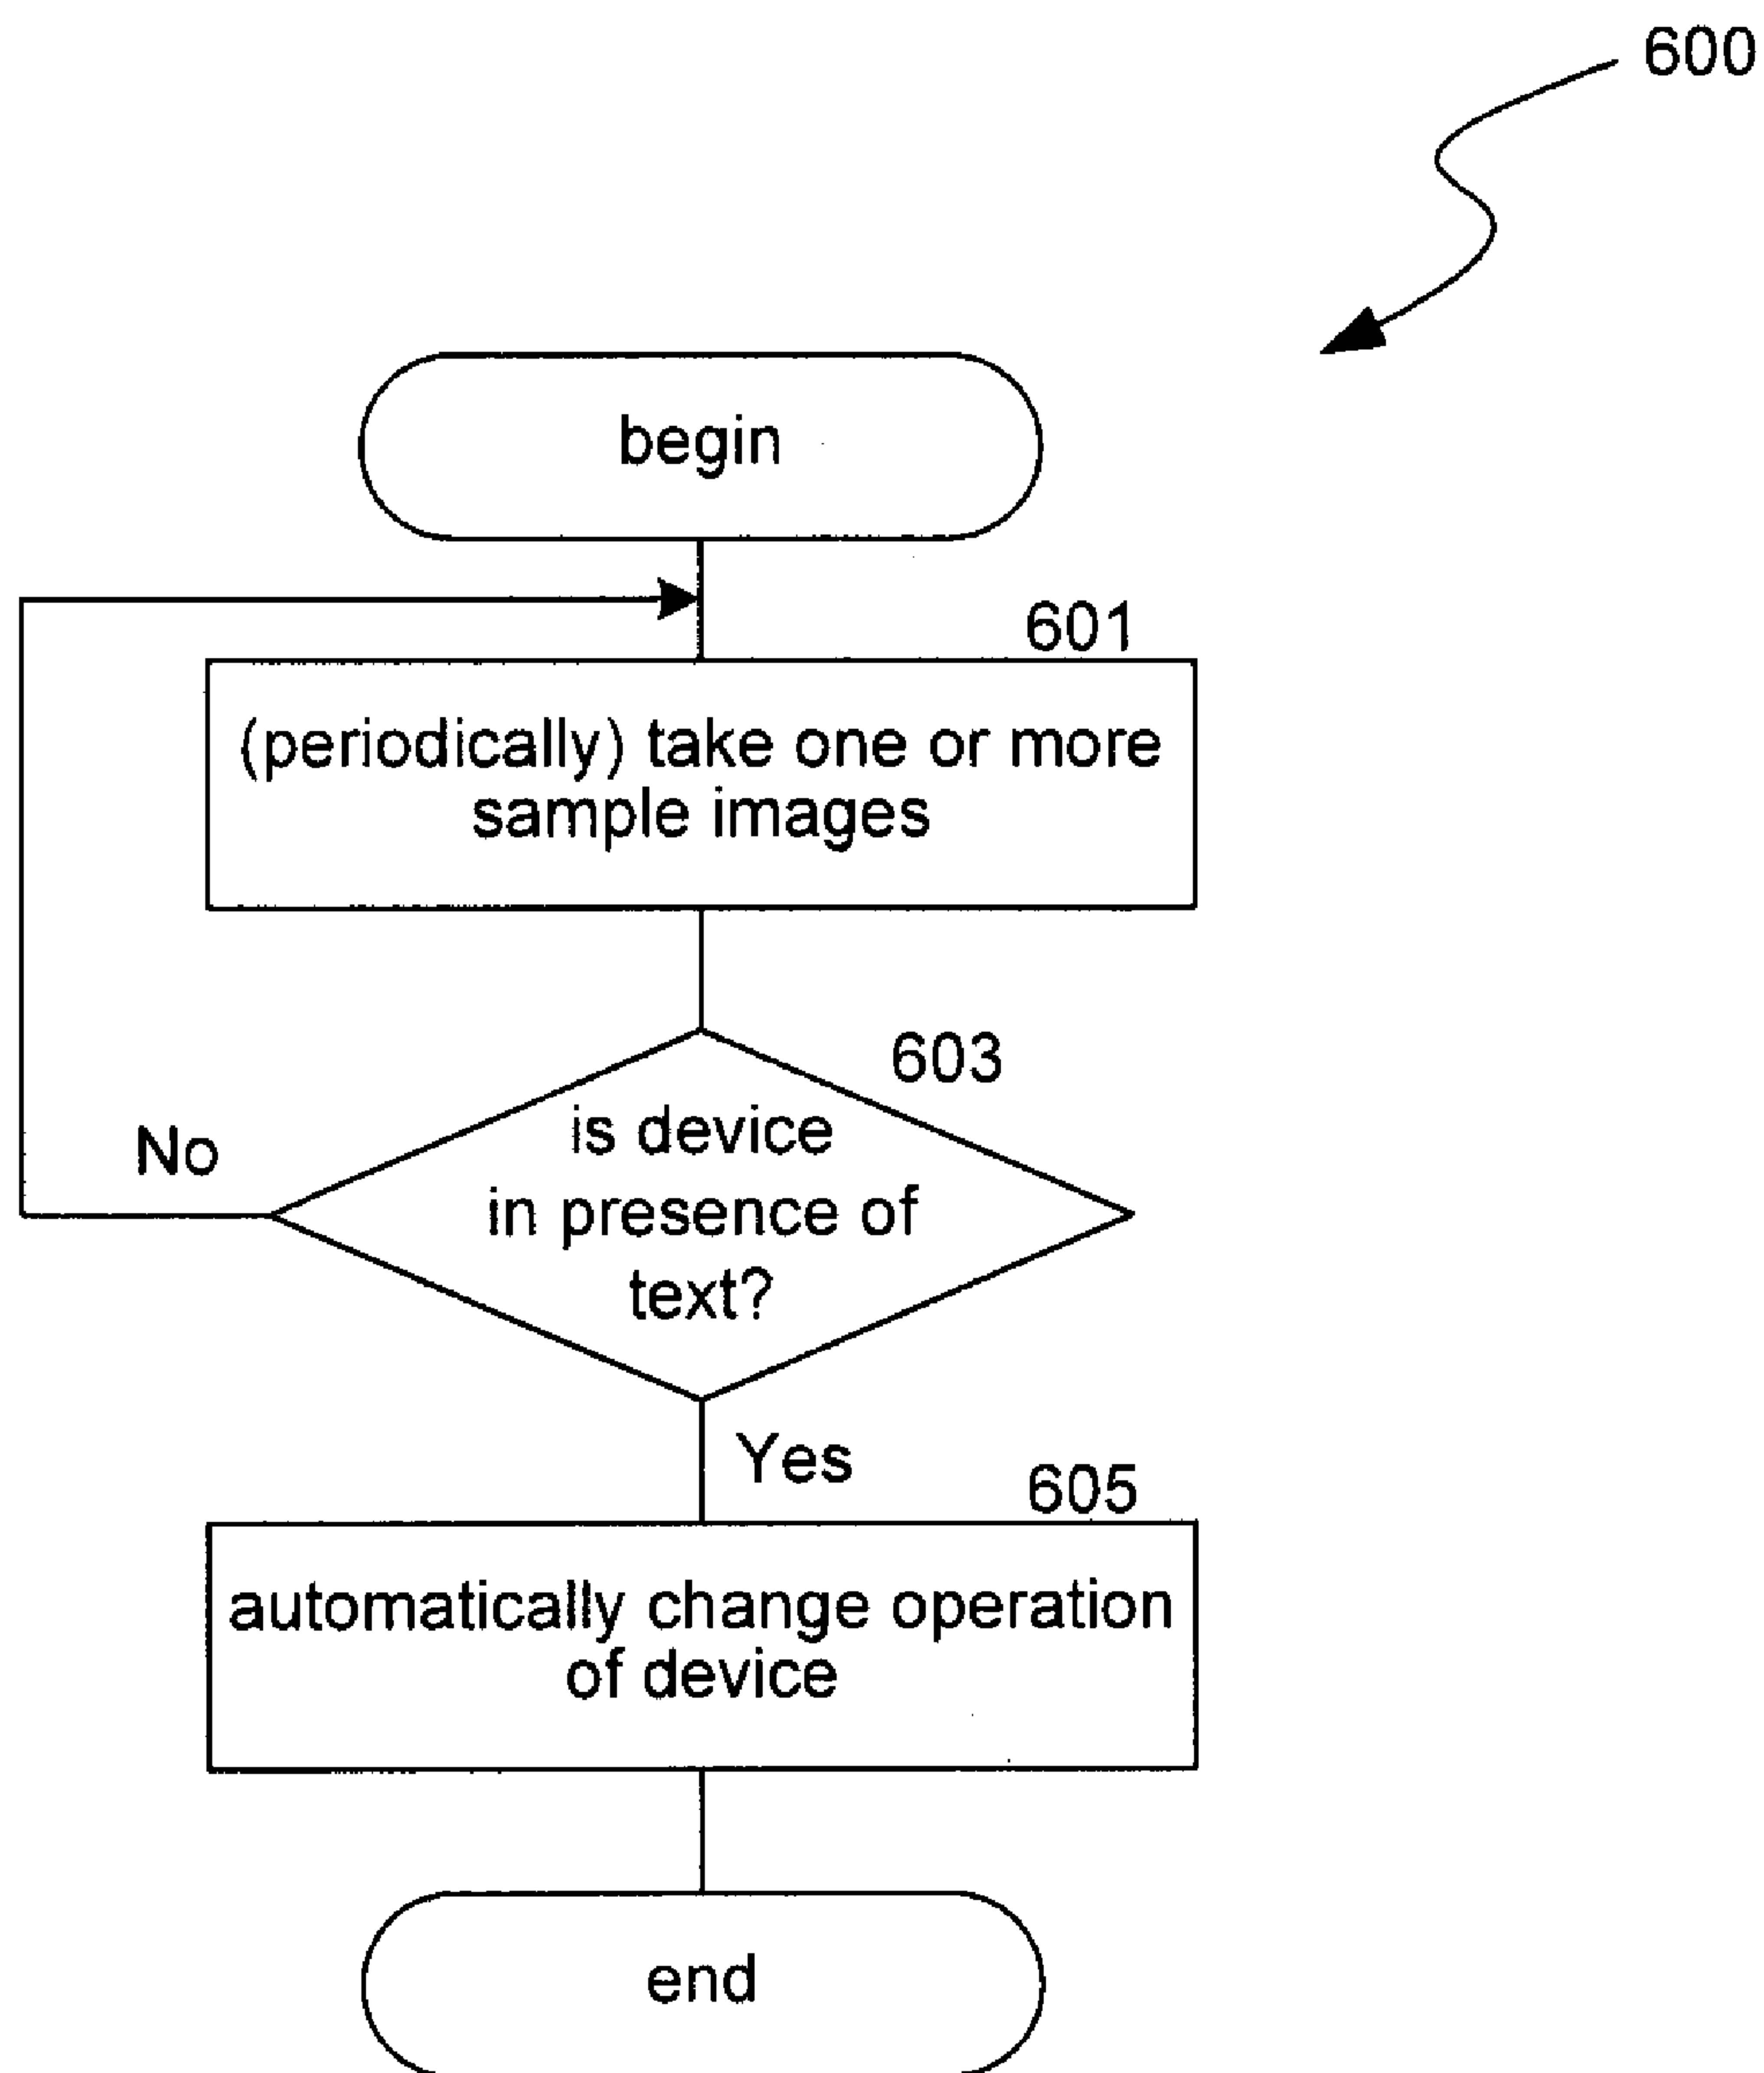 600
begin
601
(periodically) take one or more
sample images
603
is device
in presence of
text?
No
Yes
605
automatically change operation
of device
end